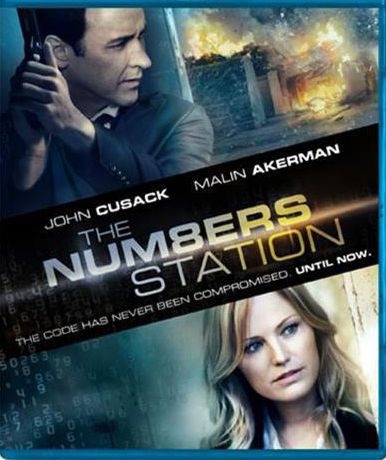 JOHN CUSACK MALIN AKERMAN
THE
NUM8ERS
STATION
THE CODE HAS NEVER BEEN COMPROMISED. UNTIL NOW.